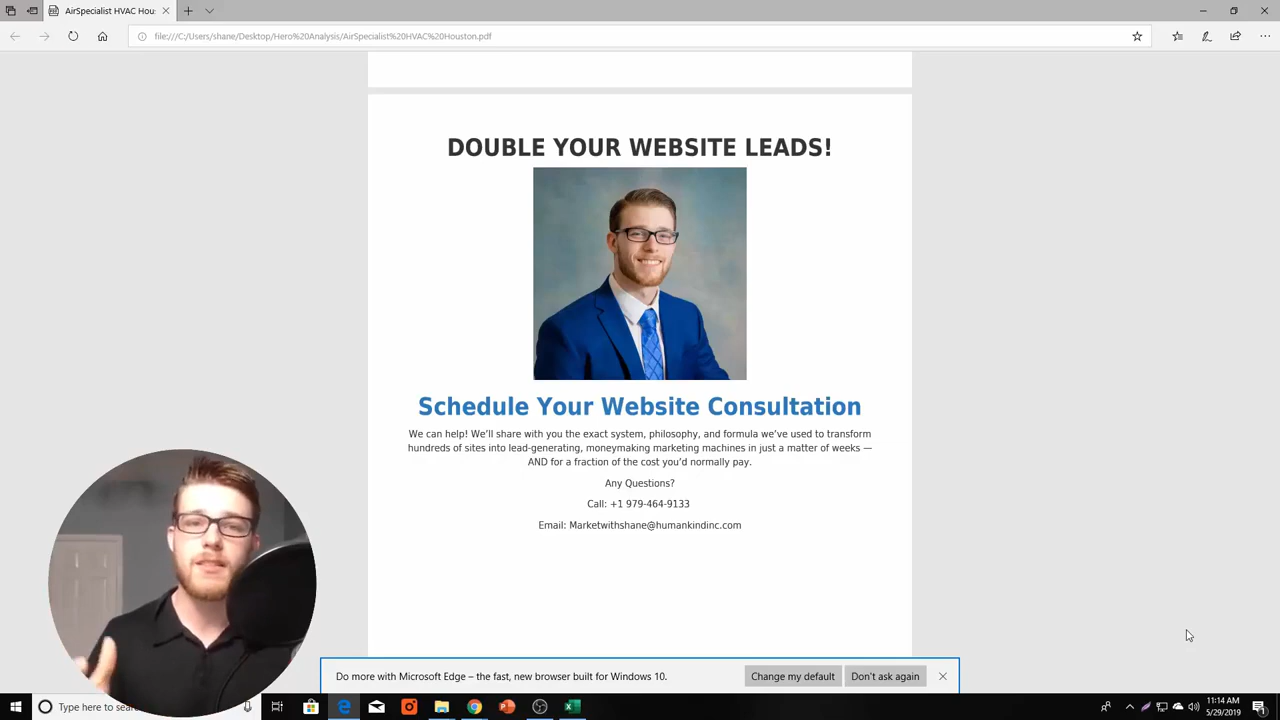 AirSpecialist HVAC Hou
file:///C:/Users/shane/Desktop/Hero%20Analysis/AirSpecialist%20HVAC%20Houston.pdf
DOUBLE YOUR WEBSITE LEADS!
Schedule Your Website Consultation
We can help! We’ll share with you the exact system, philosophy, and formula we’ve used to transform
hundreds of sites into lead-generating, moneymaking marketing machines in just a matter of weeks —
AND for a fraction of the cost you’d normally pay.
Any Questions?
Call: +1 979-464-9133
Email: Marketwithshane@humankindinc.com
Do more with Microsoft Edge – the fast, new browser built for Windows 10.
Change my default
Don't ask again
Type here to sear
11:14 AM
5/29/2019